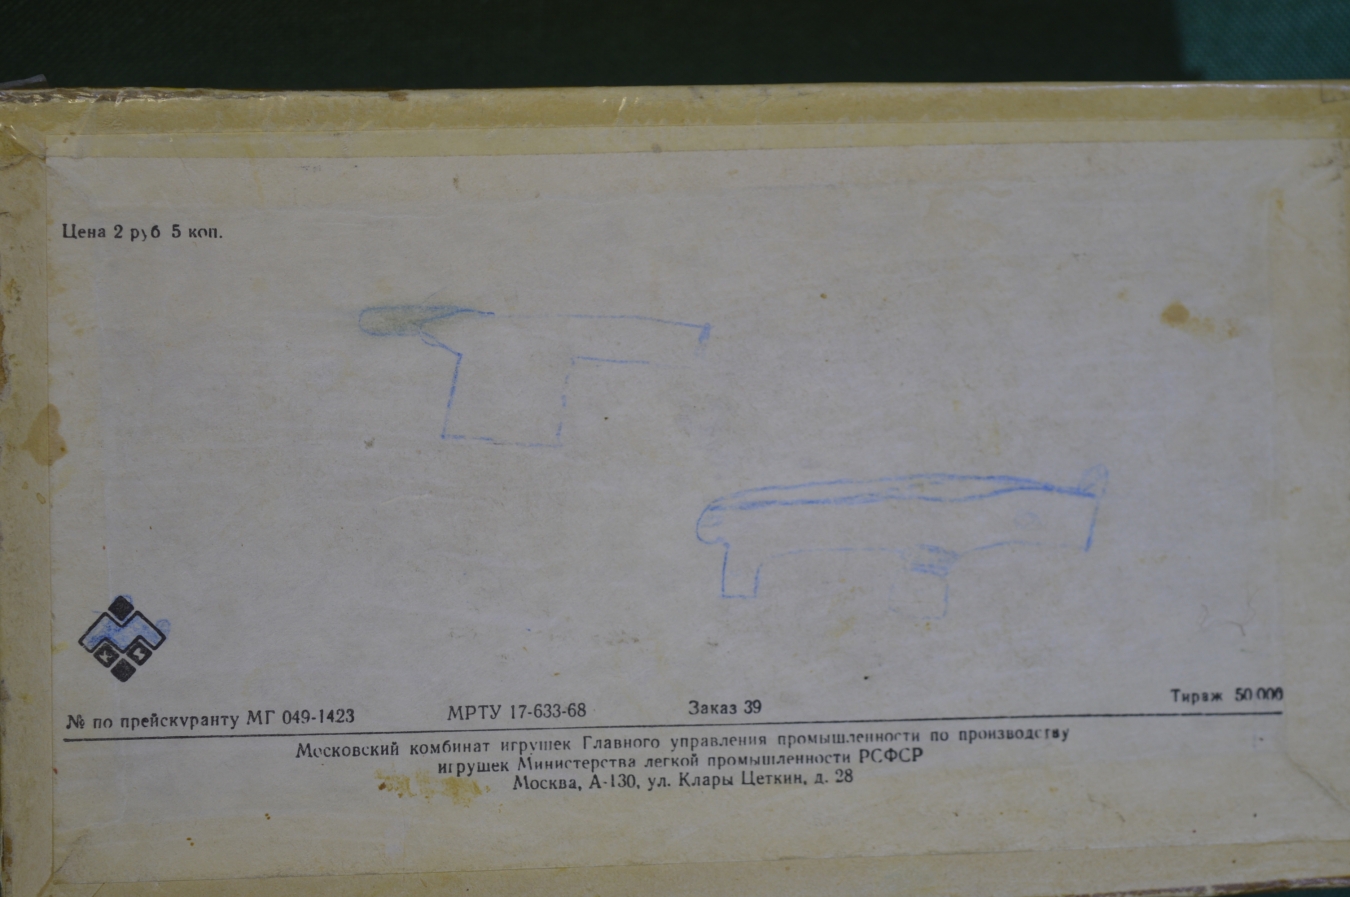 Цена 2 руб 5 коп.
№ по прейскуранту МГ 049-1423 МРТУ 17-633-68 Заказ 39 Тираж 50 000
Московский комбинат игрушек Главного управления промышленности по производству
игрушек Министерства легкой промышленности РСФСР
Москва, А-130, ул. Клары Цеткин, д. 28